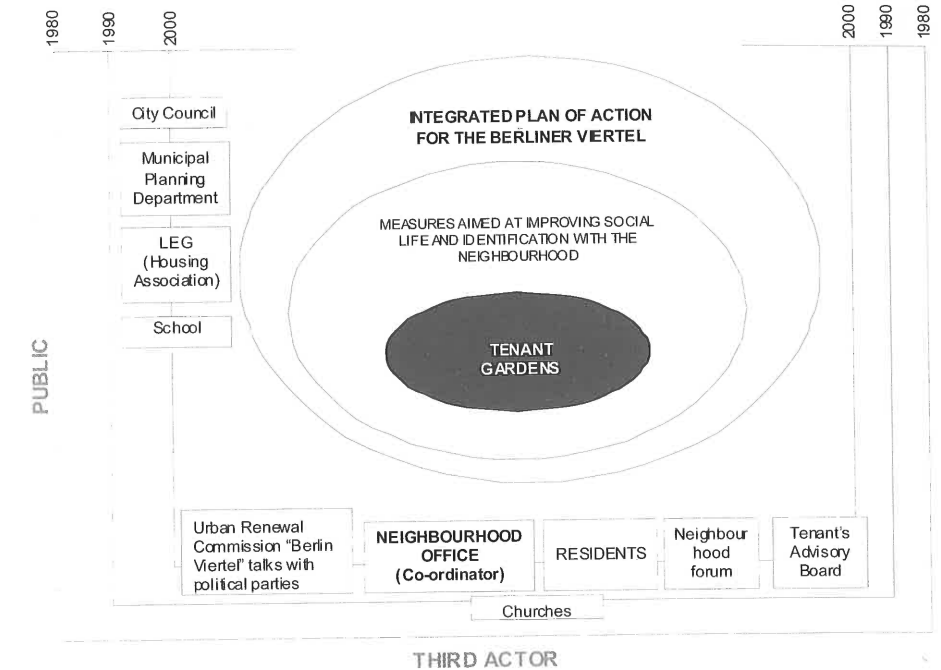 1980
1990
2000
2000
1990
1980
City Council
Municipal
Planning
Department
LEG
(Housing
Association)
School
PUBLIC
INTEGRATED PLAN OF ACTION
FOR THE BERLINER VIERTEL
MEASURES AIMED AT IMPROVING SOCIAL
LIFE AND IDENTIFICATION WITH THE
NEIGHBOURHOOD
TENANT
GARDENS
Urban Renewal
Commission "Berlin
Viertel" talks with
political parties
NEIGHBOURHOOD
OFFICE
(Co-ordinator)
RESIDENTS
Neighbour
hood
forum
Tenant's
Advisory
Board
Churches
THIRD ACTOR